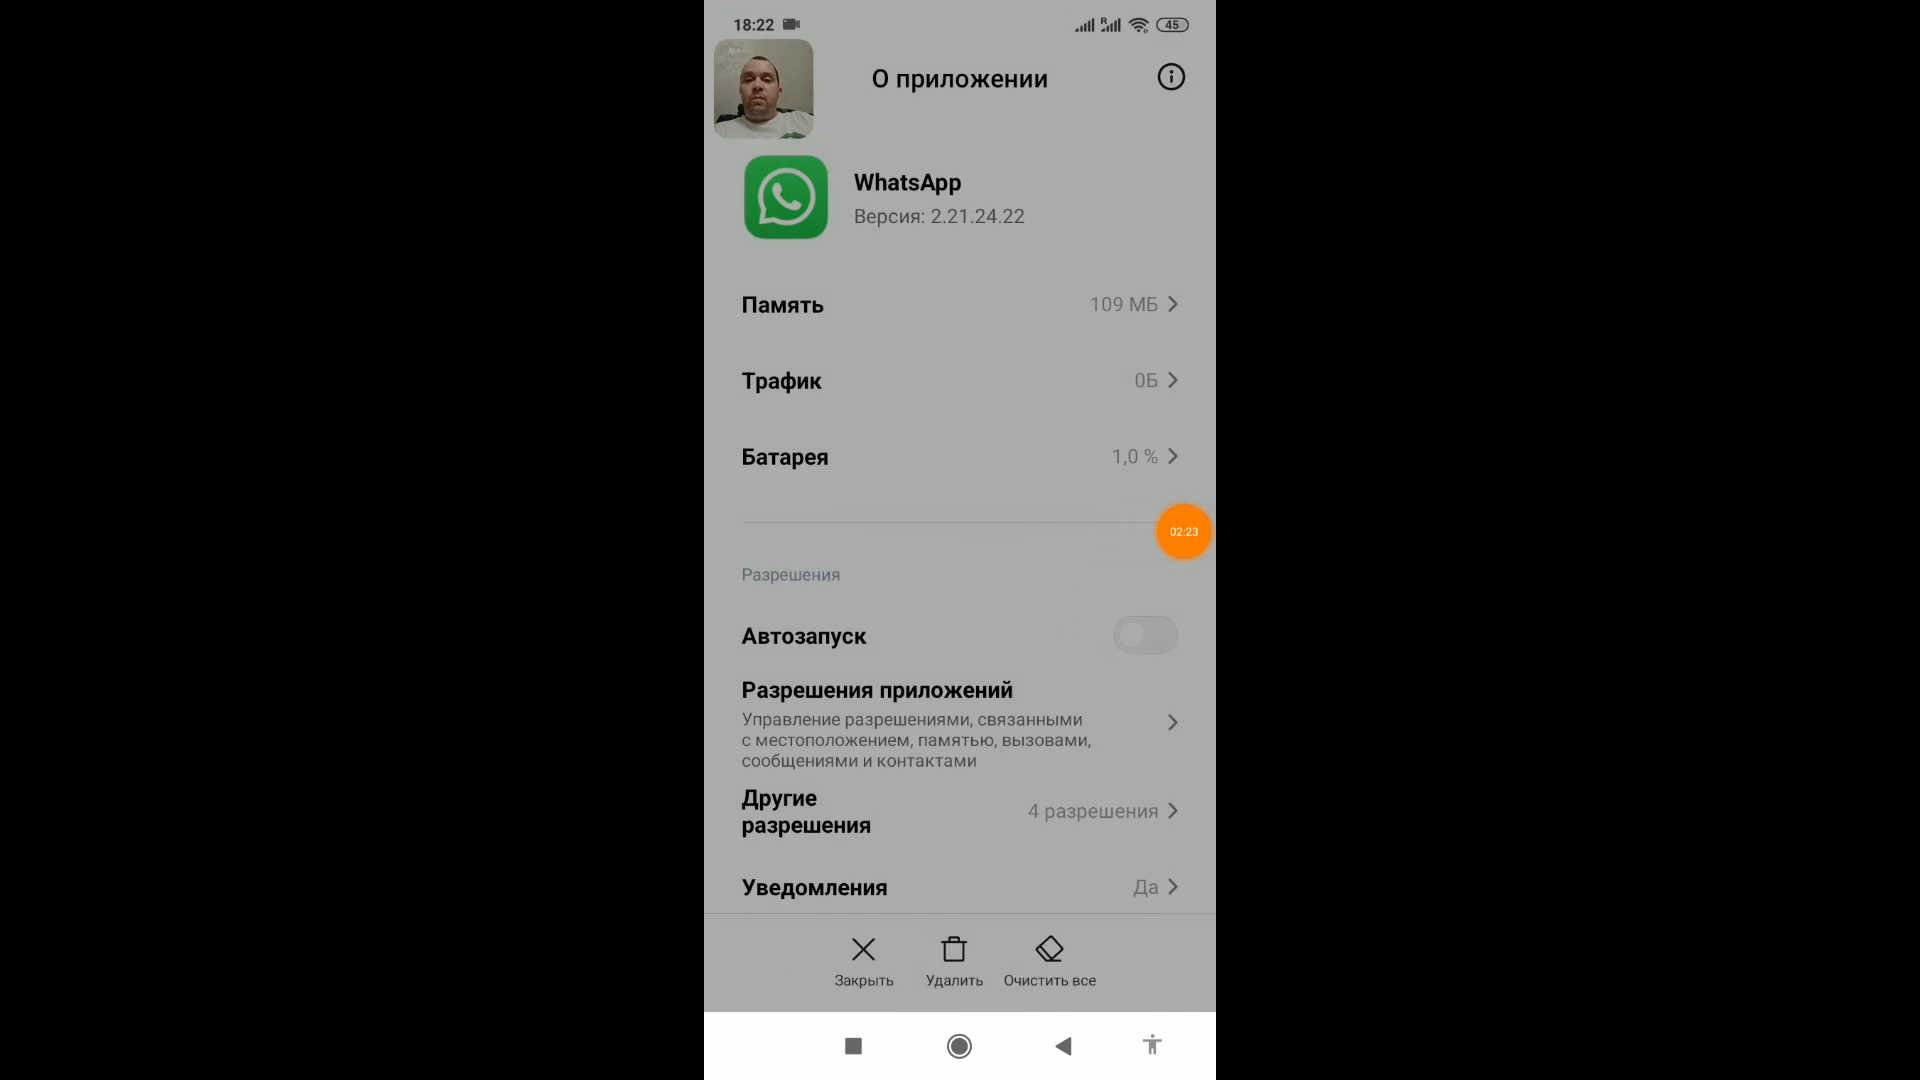 18:22
R
45
О приложении
WhatsApp
Версия: 2.21.24.22
Память 109 МБ
Трафик 0Б
Батарея 1,0 %
02:23
Разрешения
Автозапуск
Разрешения приложений
Управление разрешениями, связанными
с местоположением, памятью, вызовами,
сообщениями и контактами
Другие
разрешения 4 разрешения
Уведомления Да
Закрыть Удалить Очистить все